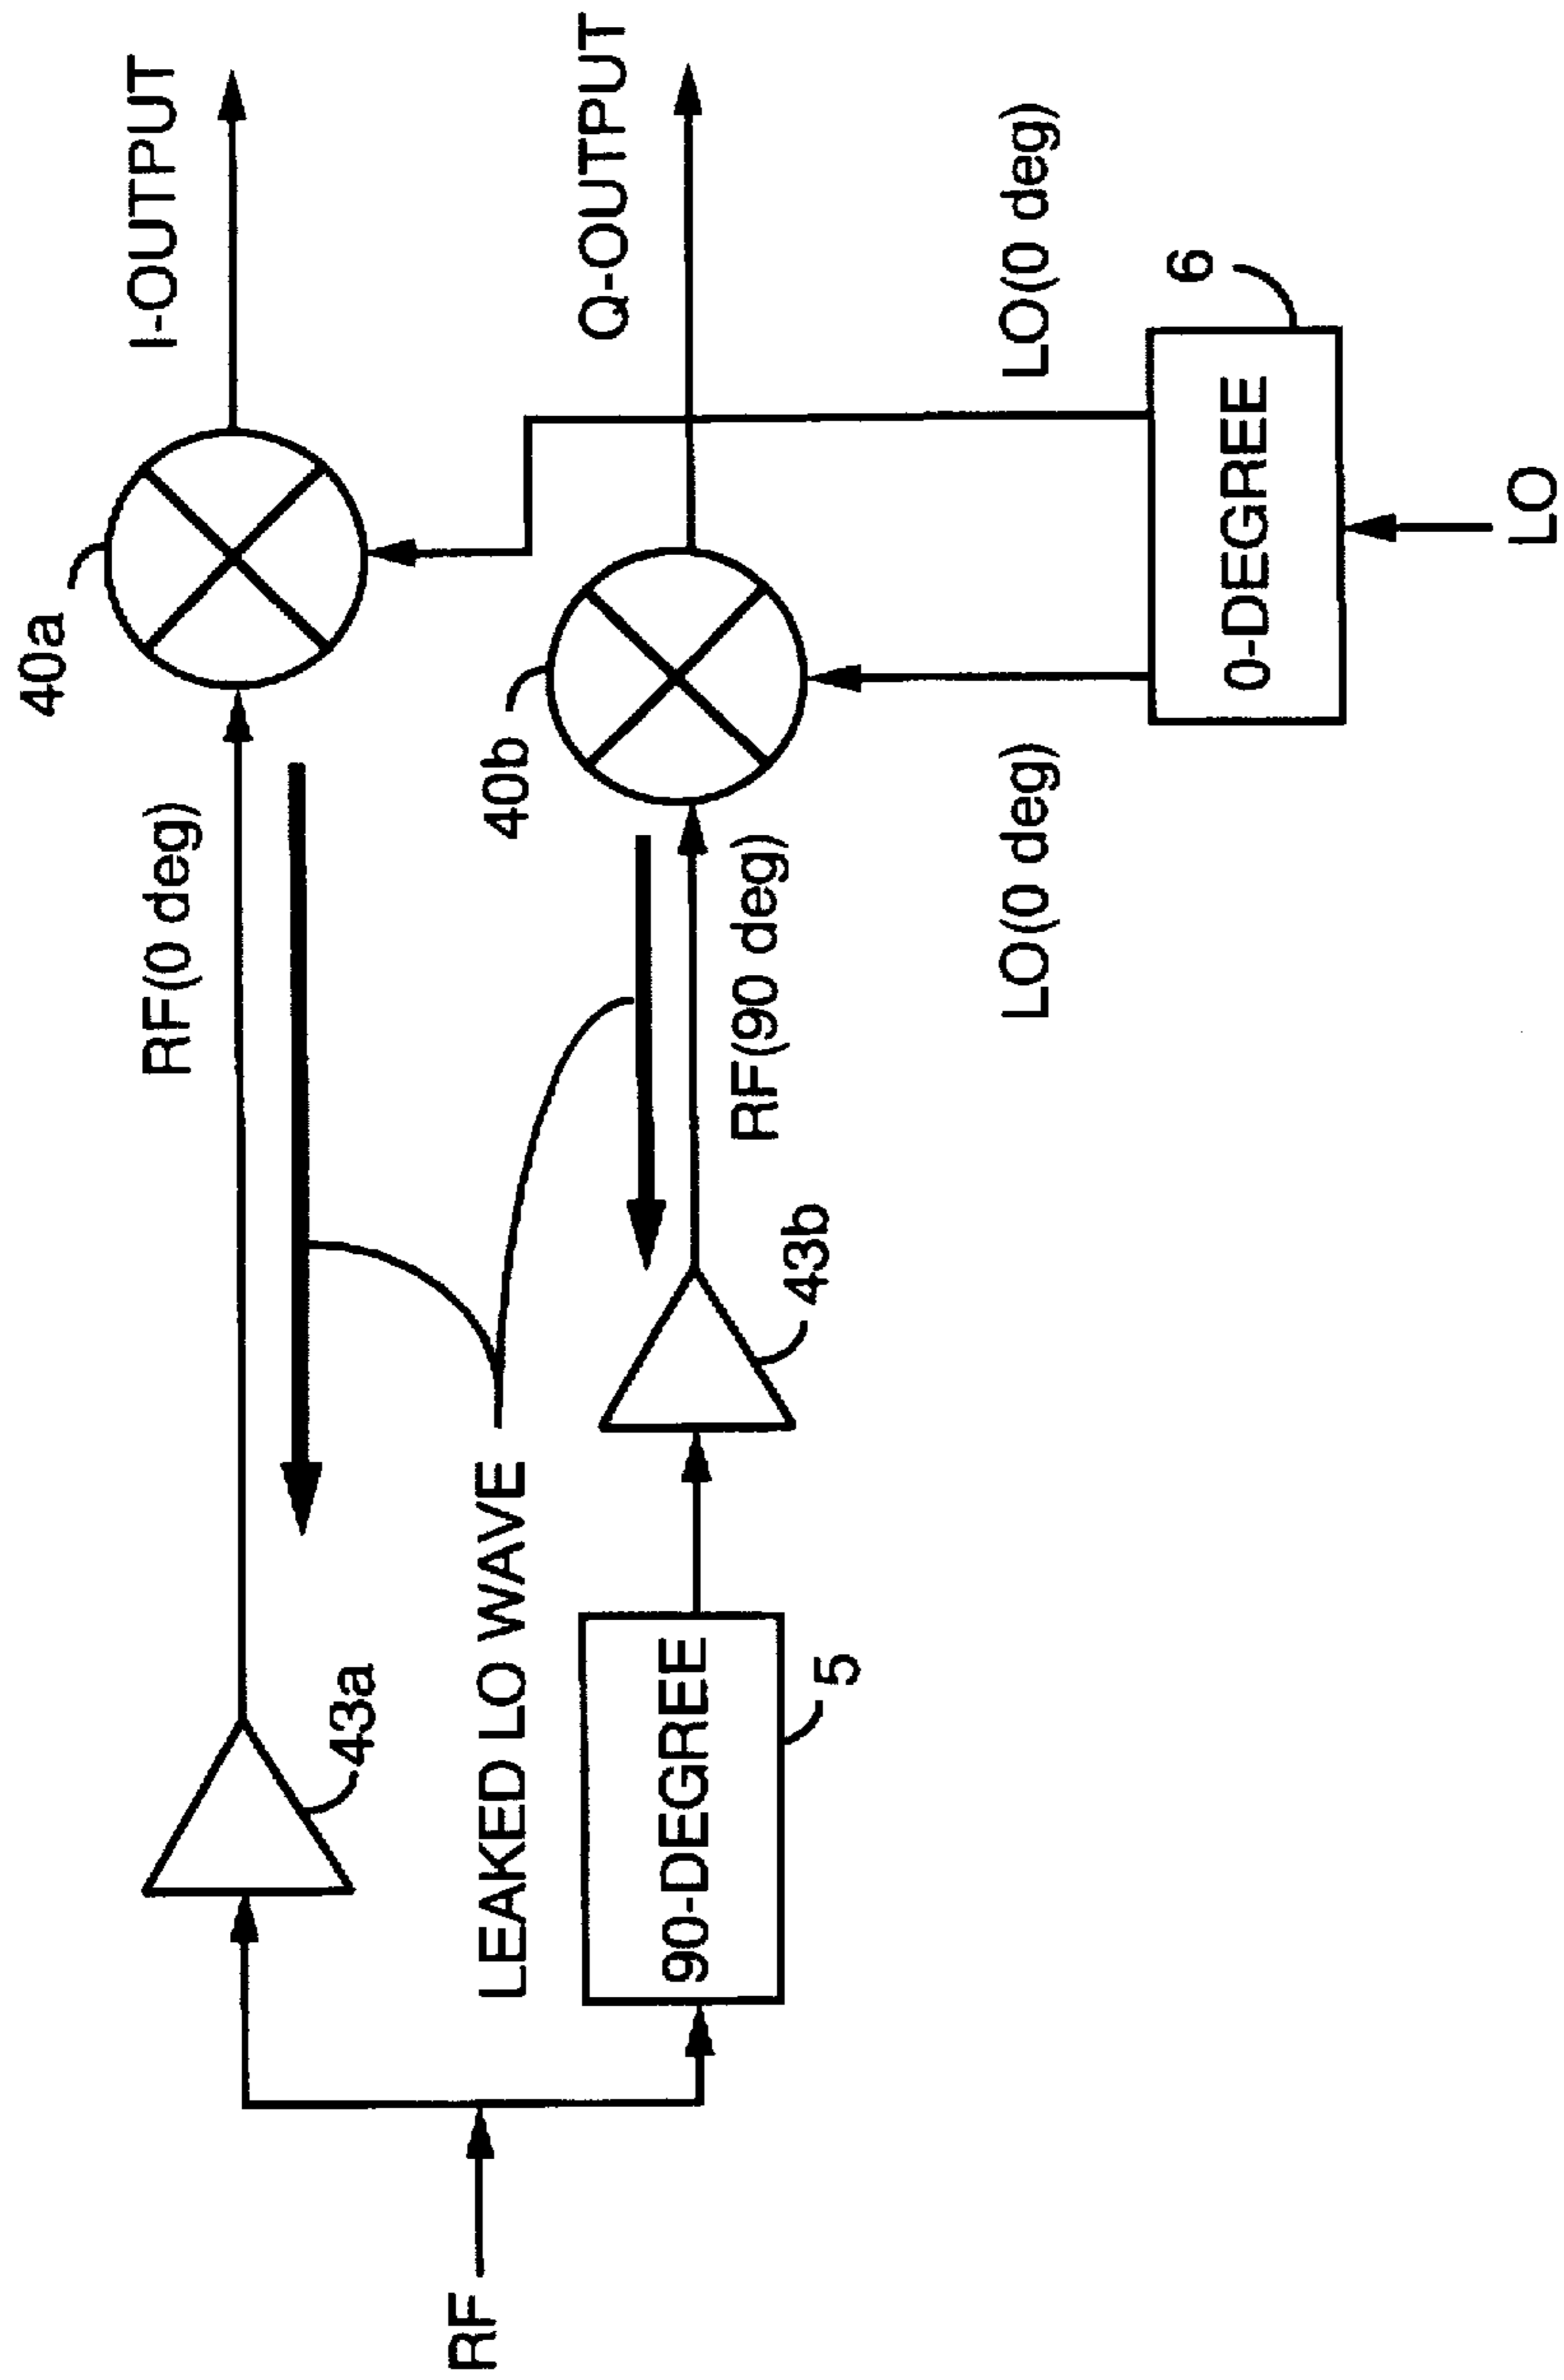 40a
I-OUTPUT
RF(0 deg)
43a
40b
Q-OUTPUT
LEAKED LO WAVE
RF
90-DEGREE
5
43b
RF(90 deg)
LO(0 deg)
LO(0 deg)
0-DEGREE
6
LO